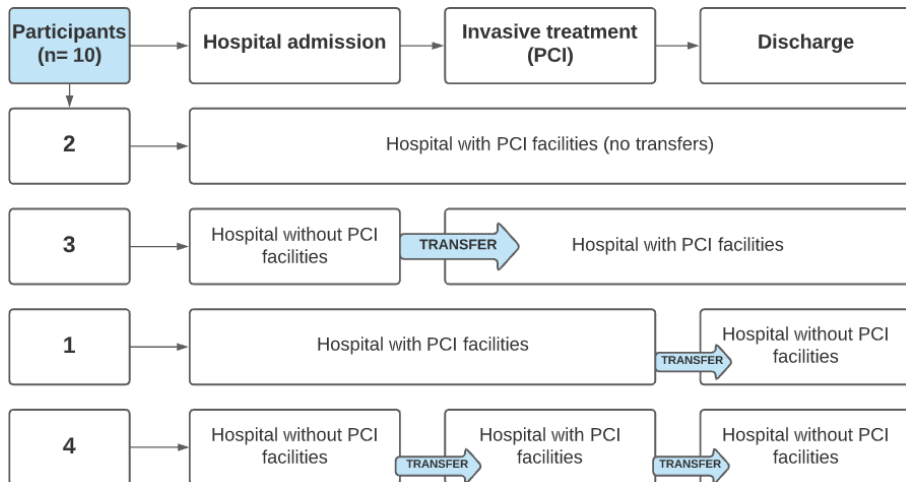 Participants
(n= 10)
Hospital admission
Invasive treatment
(PCI)
Discharge
2
Hospital with PCI facilities (no transfers)
3
Hospital without PCI
facilities
TRANSFER
Hospital with PCI facilities
1
Hospital with PCI facilities
TRANSFER
Hospital without PCI
facilities
4
Hospital without PCI
facilities
TRANSFER
Hospital with PCI
facilities
TRANSFER
Hospital without PCI
facilities